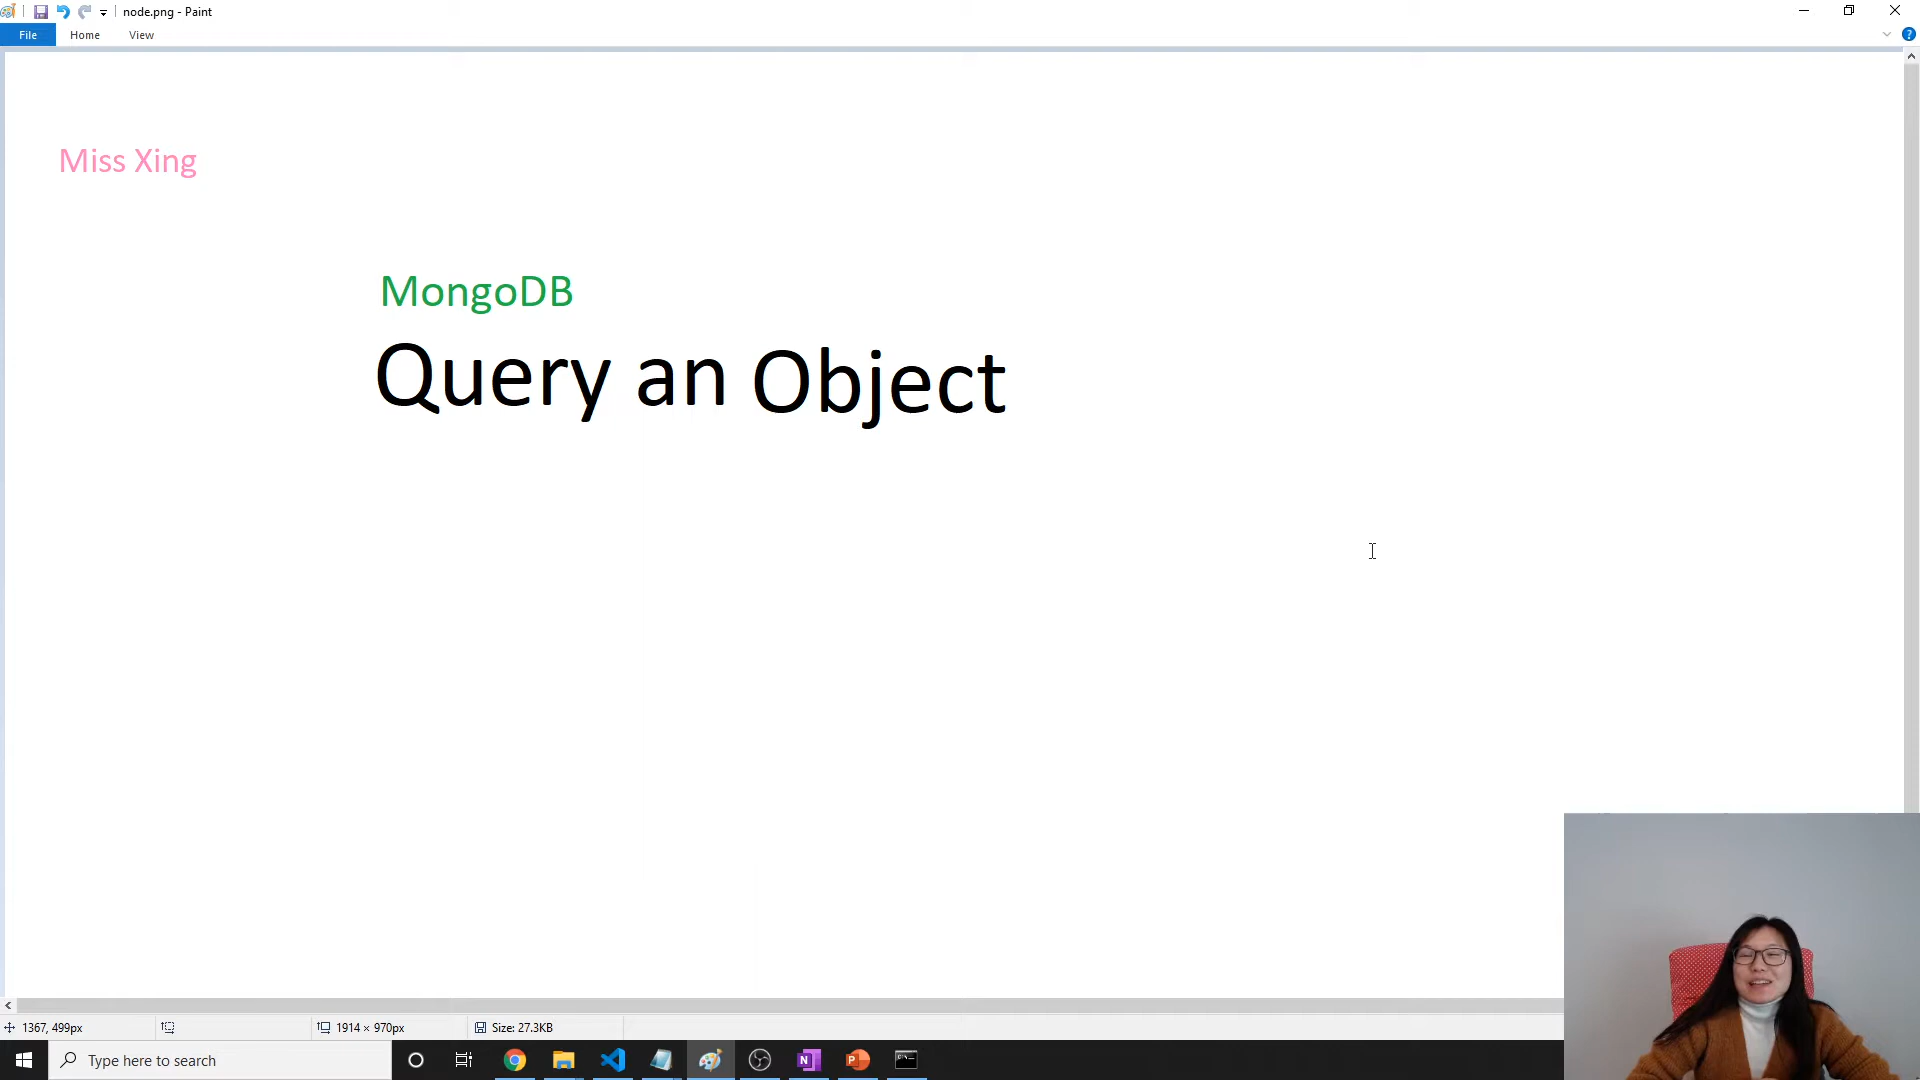 node.png - Paint
File Home View
Miss Xing
MongoDB
Query an Object
1367, 499px
1914 × 970px
Size: 27.3KB
Type here to search